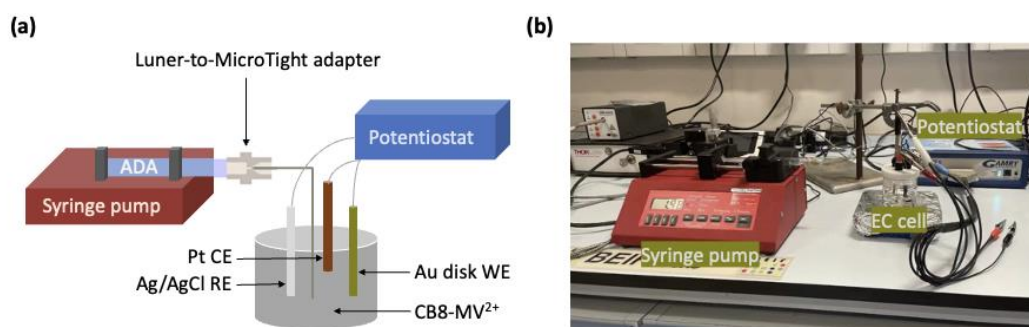 (a)
Luner-to-MicroTight adapter
ADA
Syringe pump
Potentiostat
Pt CE
Ag/AgCl RE
Au disk WE
CB8-MV²⁺
(b)
Potentiostat
GAMRY
EC cell
Syringe pump
THOR